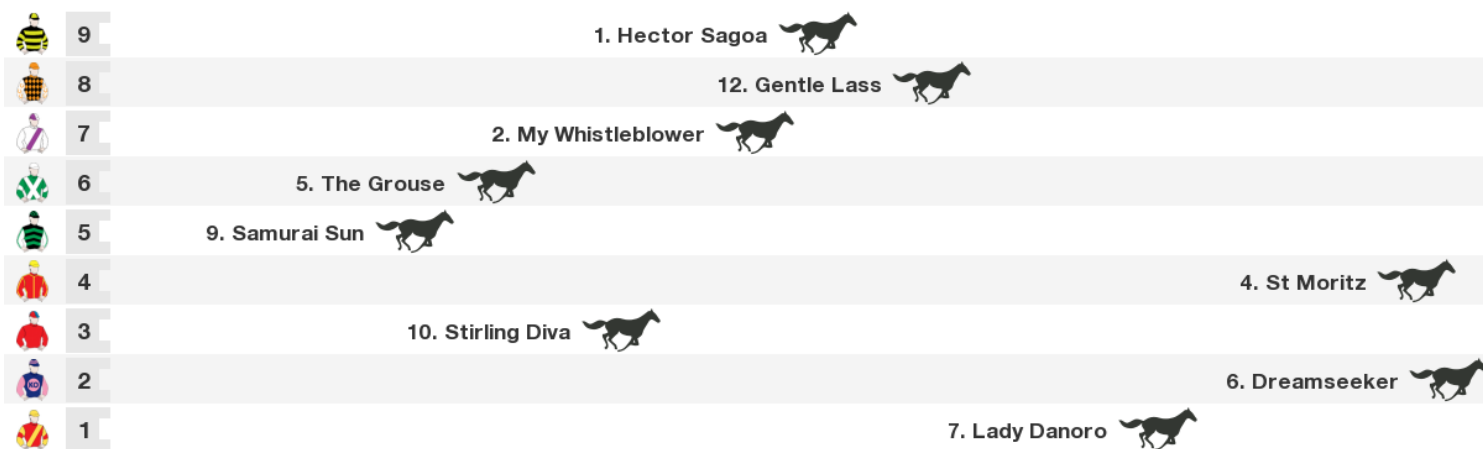 9 1. Hector Sagoa
8 12. Gentle Lass
7 2. My Whistleblower
6 5. The Grouse
5 9. Samurai Sun
4 4. St Moritz
3 10. Stirling Diva
KO
2 6. Dreamseeker
1 7. Lady Danoro